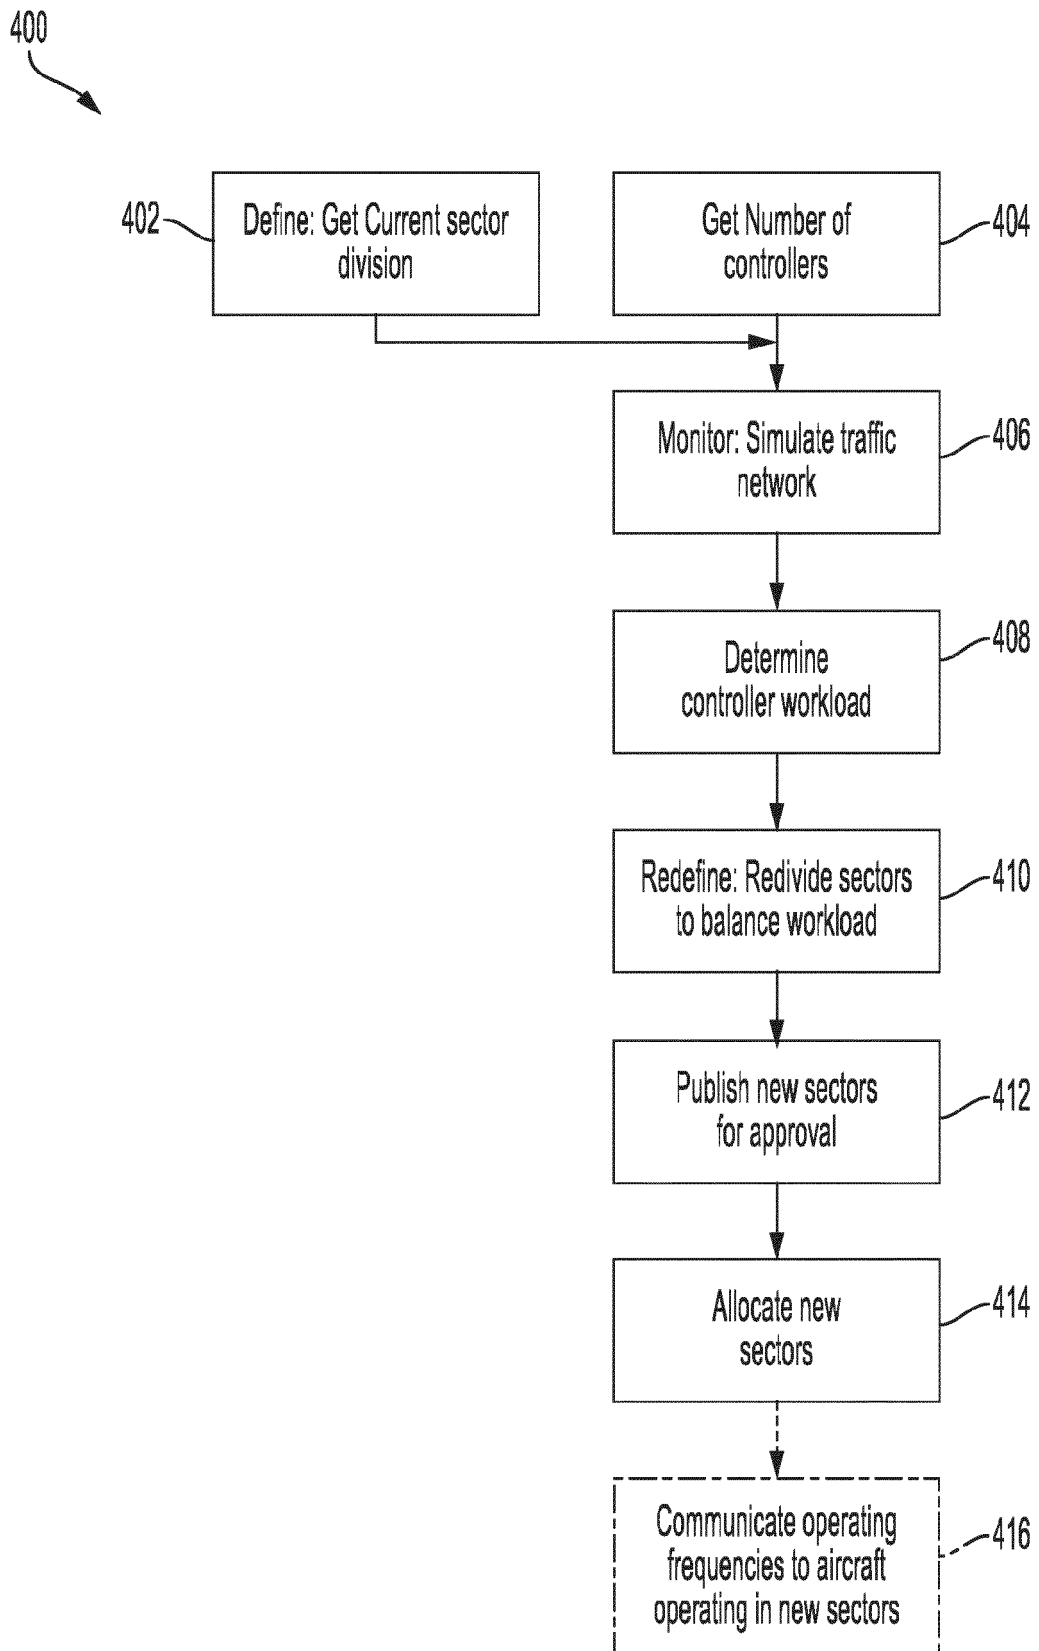 400
402
Define: Get Current sector
division
Get Number of
controllers
404
Monitor: Simulate traffic
network
406
Determine
controller workload
408
Redefine: Redivide sectors
to balance workload
410
Publish new sectors
for approval
412
Allocate new
sectors
414
Communicate operating
frequencies to aircraft
operating in new sectors
416